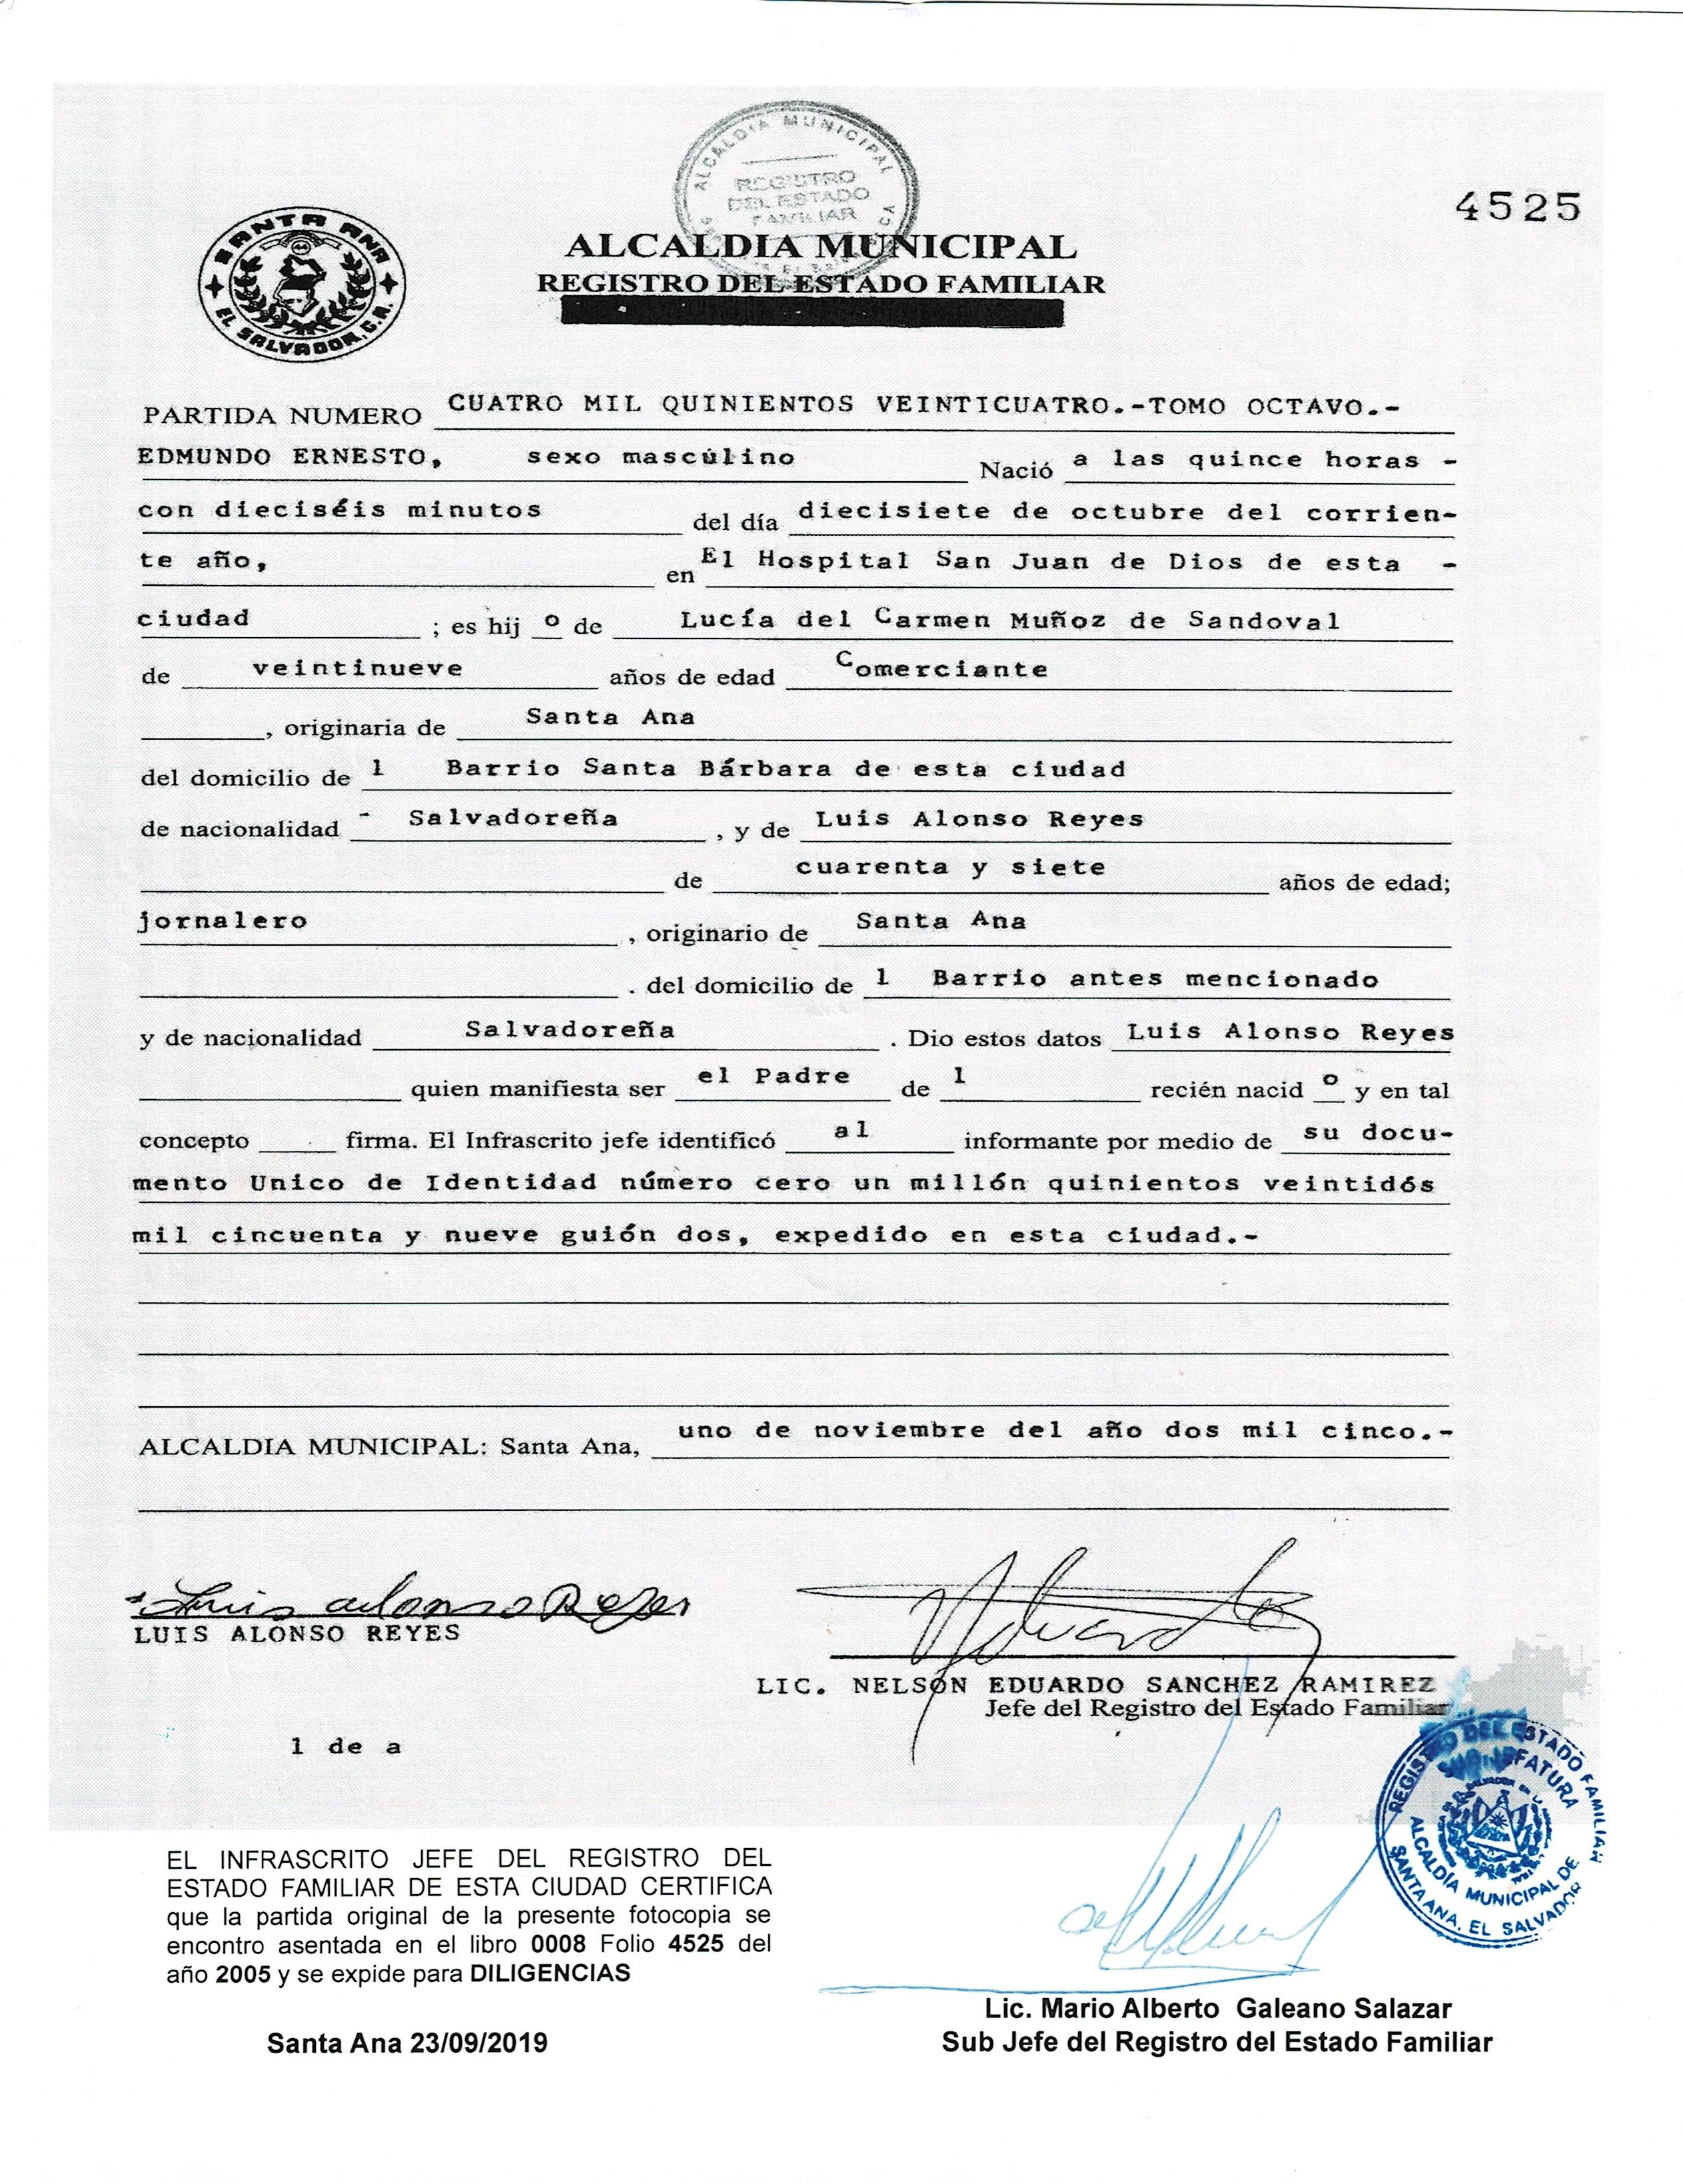 ALCALDIA MUNICIPAL
REGISTRO
DEL ESTADO
FAMILIAR
4525
SANTA ANA
EL SALVADOR, C.A.
ALCALDIA MUNICIPAL
REGISTRO DEL ESTADO FAMILIAR
PARTIDA NUMERO CUATRO MIL QUINIENTOS VEINTICUATRO.-TOMO OCTAVO.-
EDMUNDO ERNESTO, sexo mascúlino Nació a las quince horas -
con dieciséis minutos del día diecisiete de octubre del corrien-
te año, en El Hospital San Juan de Dios de esta -
ciudad ; es hij o de Lucía del Carmen Muñoz de Sandoval
de veintinueve años de edad Comerciante
, originaria de Santa Ana
del domicilio de l Barrio Santa Bárbara de esta ciudad
de nacionalidad - Salvadoreña , y de Luis Alonso Reyes
de cuarenta y siete años de edad;
jornalero , originario de Santa Ana
. del domicilio de l Barrio antes mencionado
y de nacionalidad Salvadoreña . Dio estos datos Luis Alonso Reyes
quien manifiesta ser el Padre de l recién nacid o y en tal
concepto firma. El Infrascrito jefe identificó al informante por medio de su docu-
mento Unico de Identidad número cero un millón quinientos veintidós
mil cincuenta y nueve guión dos, expedido en esta ciudad.-
ALCALDIA MUNICIPAL: Santa Ana, uno de noviembre del año dos mil cinco.-
Luis alonso Reyes
LUIS ALONSO REYES
LIC. NELSON EDUARDO SANCHEZ RAMIREZ
Jefe del Registro del Estado Familiar
l de a
REGISTRO DEL ESTADO FAMILIAR
SUB JEFATURA
ALCALDÍA MUNICIPAL DE
SANTA ANA, EL SALVADOR
EL INFRASCRITO JEFE DEL REGISTRO DEL
ESTADO FAMILIAR DE ESTA CIUDAD CERTIFICA
que la partida original de la presente fotocopia se
encontro asentada en el libro 0008 Folio 4525 del
año 2005 y se expide para DILIGENCIAS
Santa Ana 23/09/2019
Lic. Mario Alberto Galeano Salazar
Sub Jefe del Registro del Estado Familiar